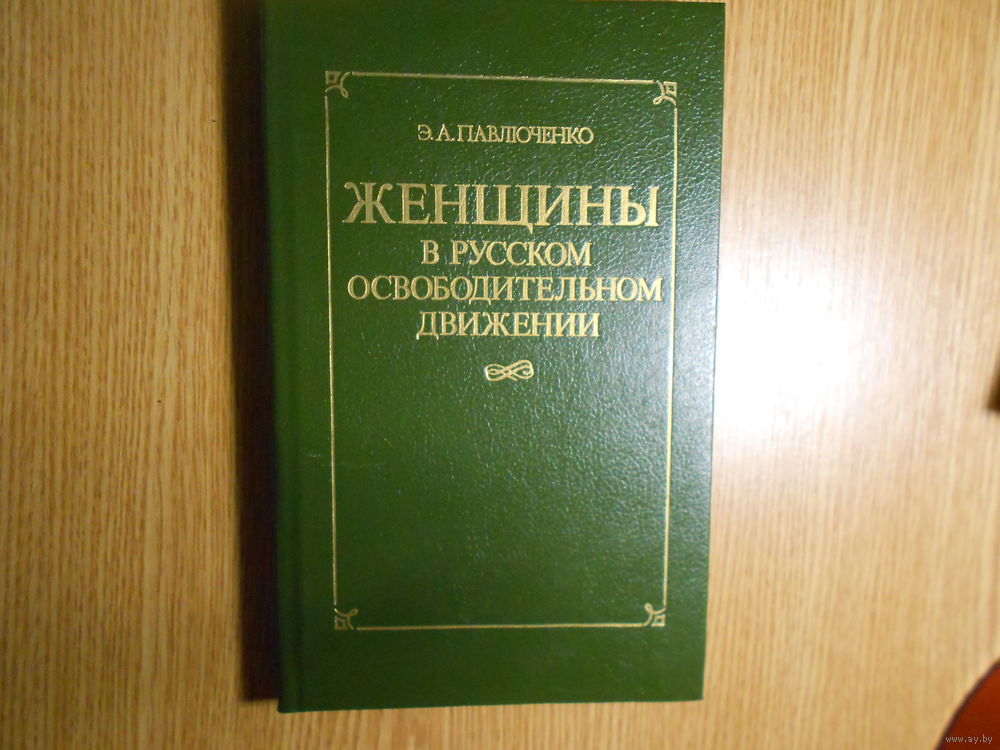 Э. А. ПАВЛЮЧЕНКО
ЖЕНЩИНЫ
В РУССКОМ
ОСВОБОДИТЕЛЬНОМ
ДВИЖЕНИИ
www.ay.by